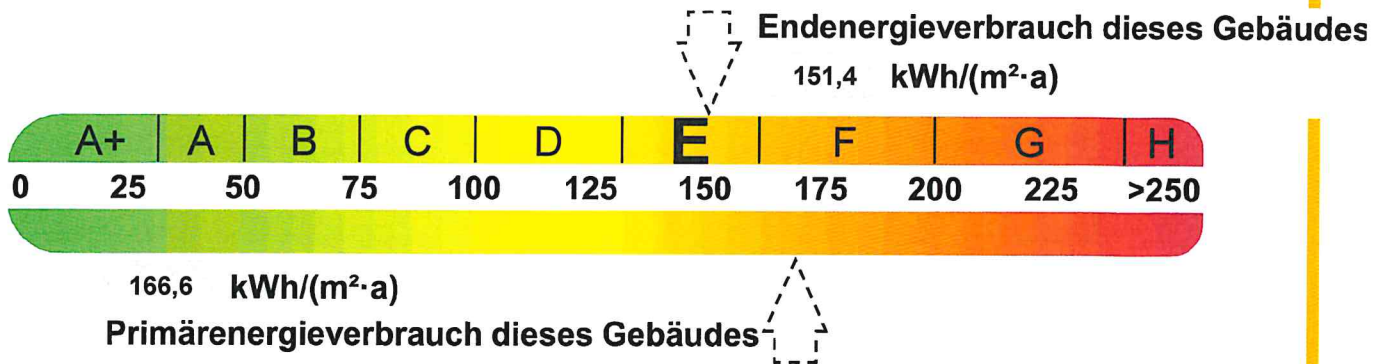 Endenergieverbrauch dieses Gebäudes
151,4 kWh/(m²·a)
A+ A B C D E F G H
0 25 50 75 100 125 150 175 200 225 >250
166,6 kWh/(m²·a)
Primärenergieverbrauch dieses Gebäudes